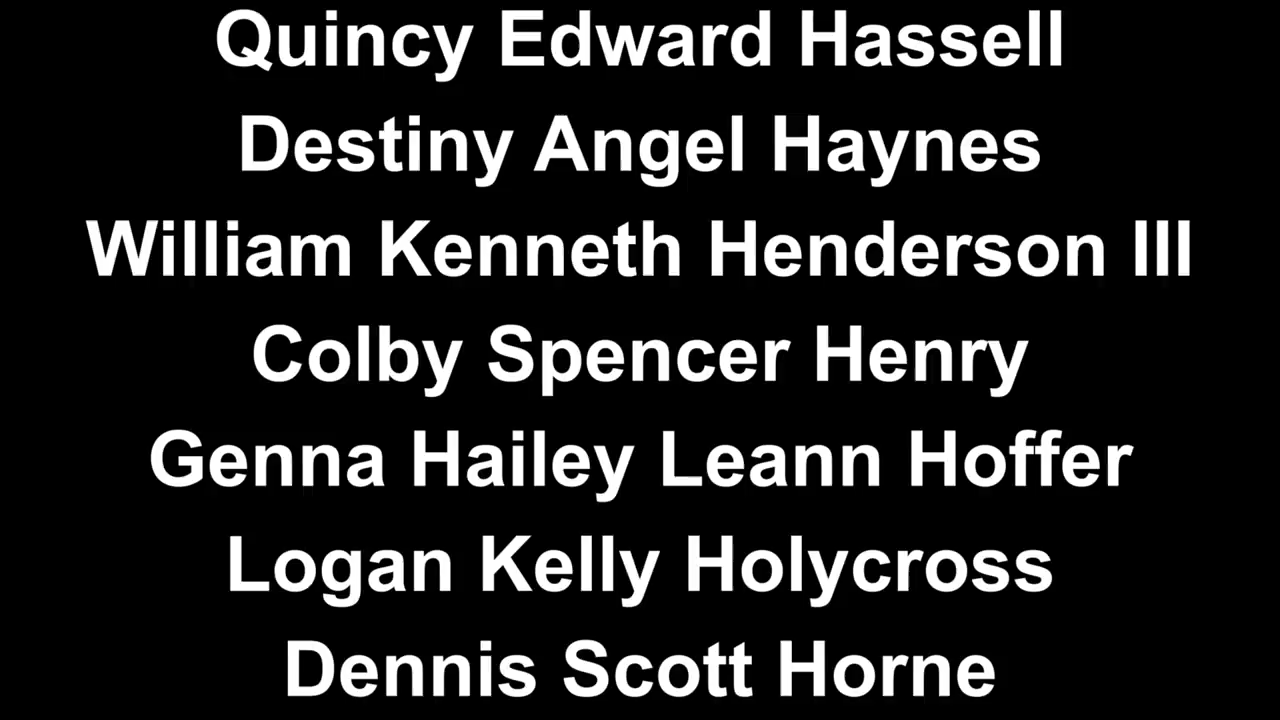 Quincy Edward Hassell
Destiny Angel Haynes
William Kenneth Henderson III
Colby Spencer Henry
Genna Hailey Leann Hoffer
Logan Kelly Holycross
Dennis Scott Horne